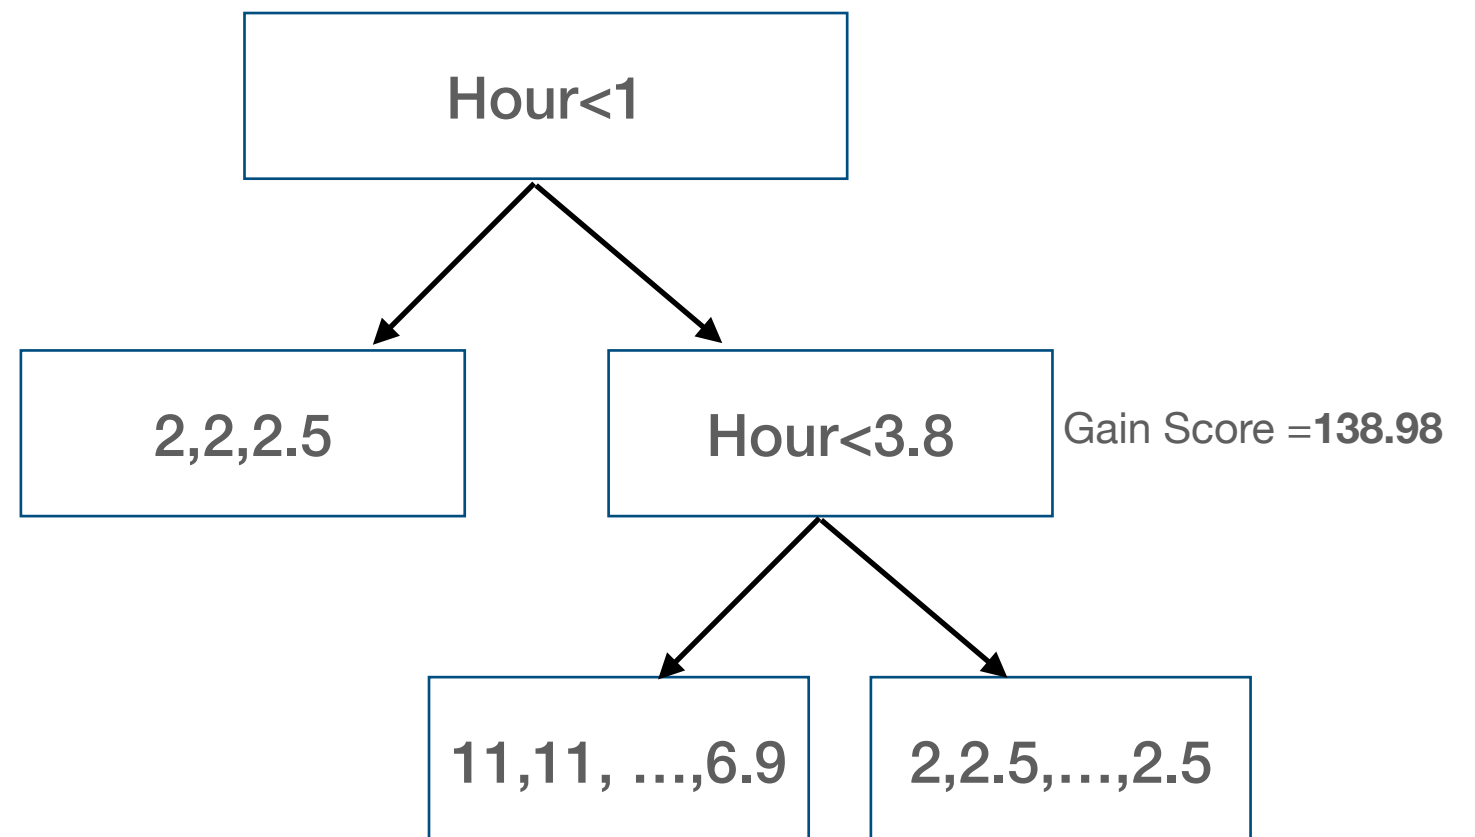 Hour<1
2,2,2.5
Hour<3.8
Gain Score =138.98
11,11, ...,6.9
2,2.5,...,2.5